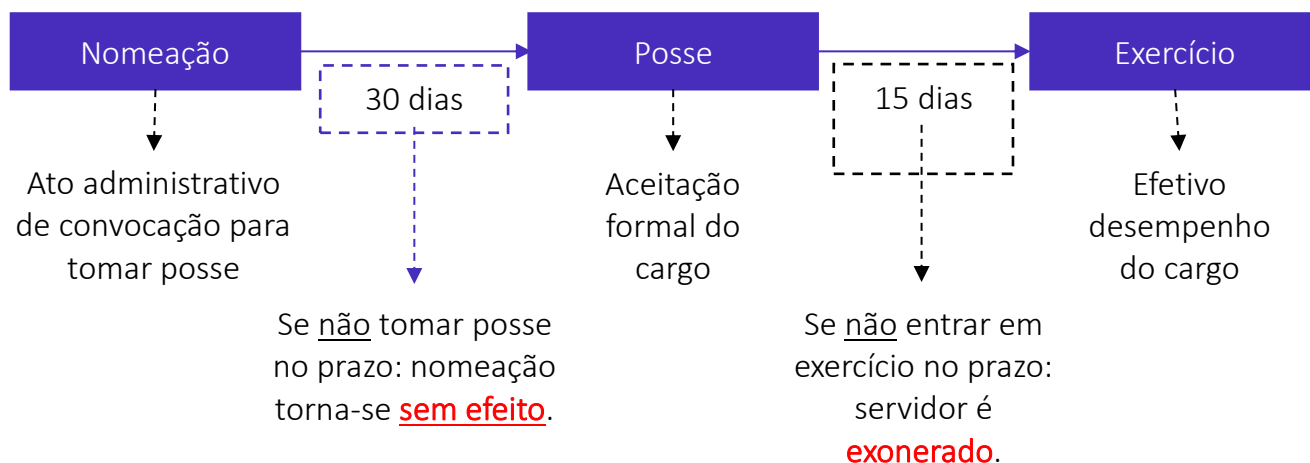 Nomeação
Posse
Exercício
30 dias
15 dias
Ato administrativo
de convocação para
tomar posse
Aceitação
formal do
cargo
Efetivo
desempenho
do cargo
Se não tomar posse
no prazo: nomeação
torna-se sem efeito.
Se não entrar em
exercício no prazo:
servidor é
exonerado.